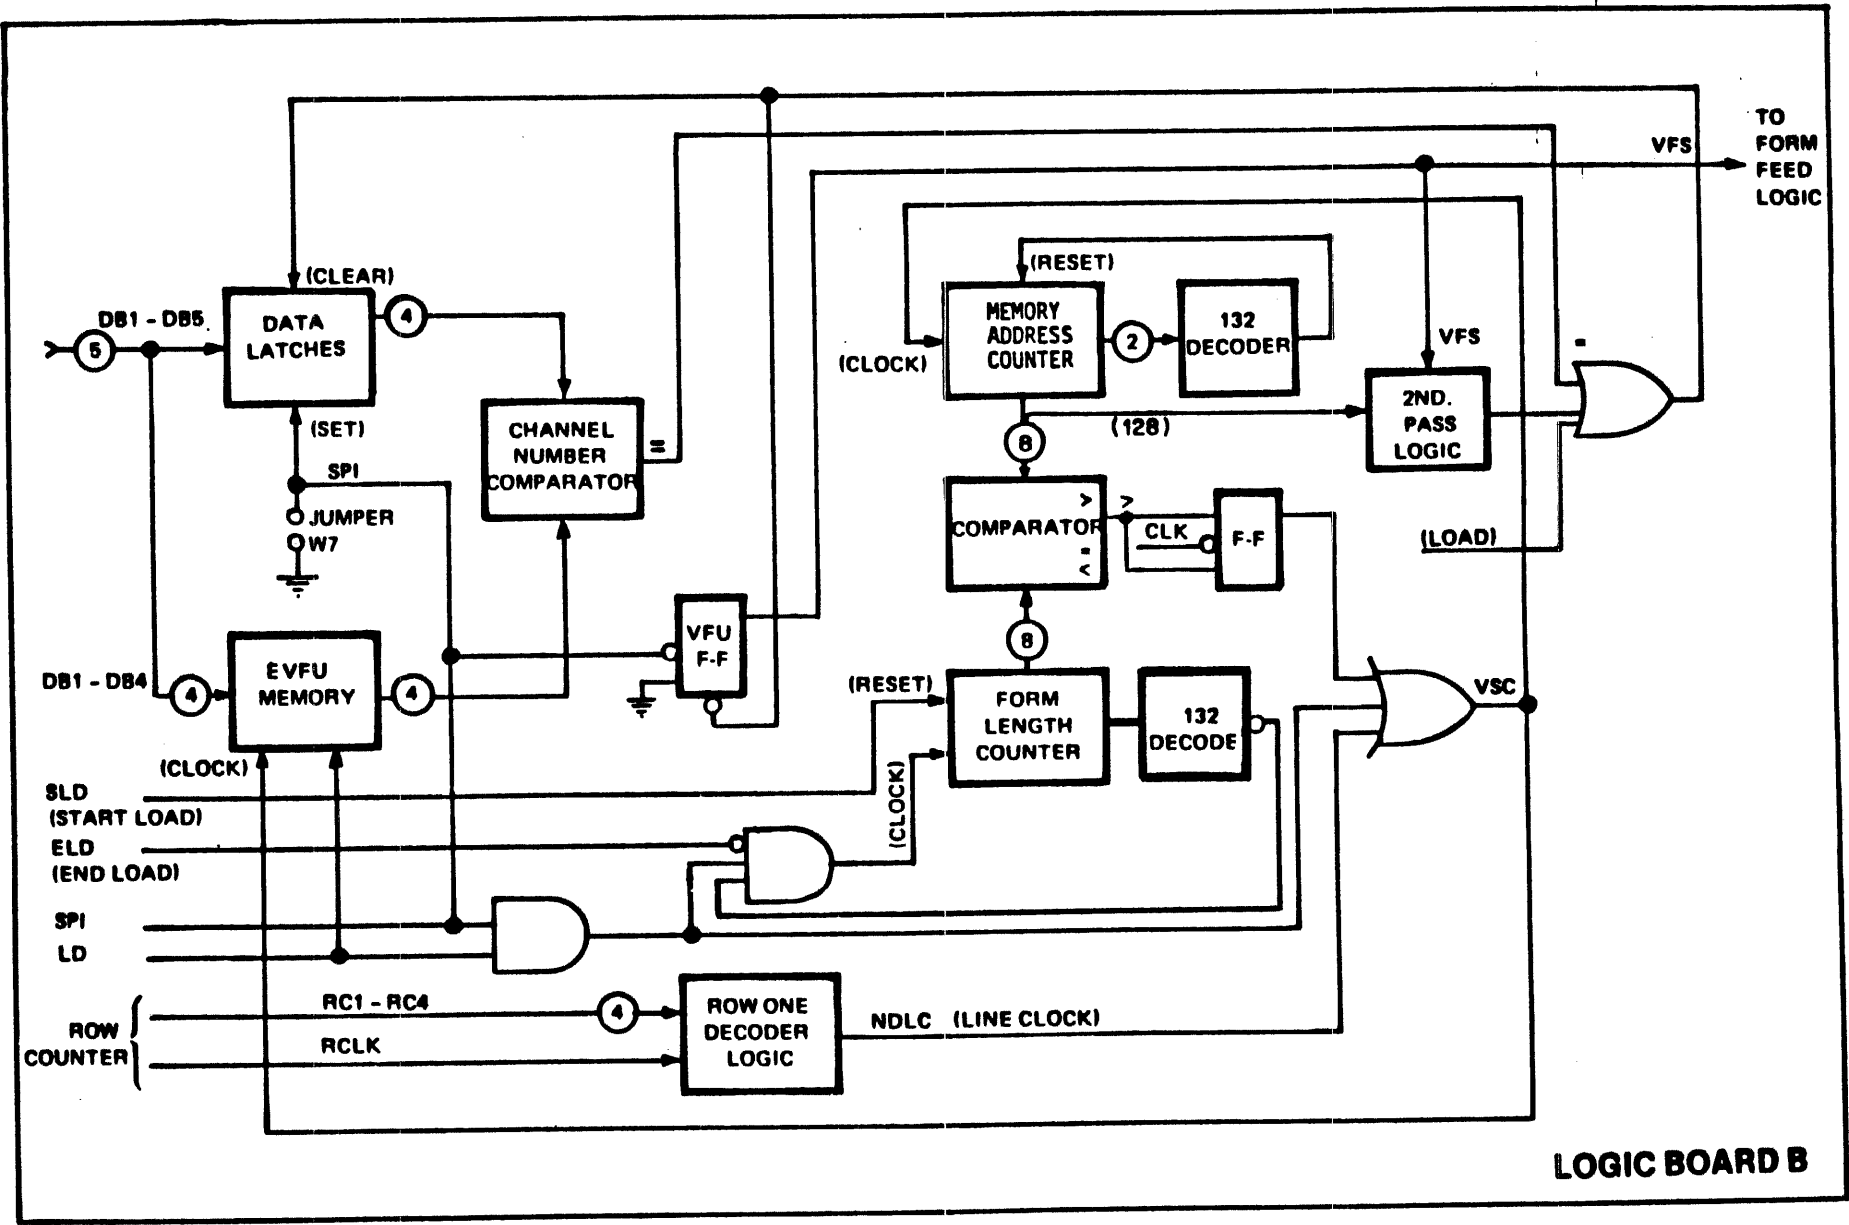 TO
FORM
FEED
LOGIC
VFS
(CLEAR)
DB1 - DB5
5
DATA
LATCHES
4
(SET)
SPI
JUMPER
W7
CHANNEL
NUMBER
COMPARATOR
=
(RESET)
MEMORY
ADDRESS
COUNTER
(CLOCK)
2
132
DECODER
VFS
2ND.
PASS
LOGIC
=
(128)
8
COMPARATOR
>
=
<
>
CLK
F-F
(LOAD)
8
VFU
F-F
DB1 - DB4
4
EVFU
MEMORY
4
(CLOCK)
(RESET)
FORM
LENGTH
COUNTER
(CLOCK)
132
DECODE
VSC
SLD
(START LOAD)
ELD
(END LOAD)
SPI
LD
ROW
COUNTER
RC1 - RC4
4
RCLK
ROW ONE
DECODER
LOGIC
NDLC (LINE CLOCK)
LOGIC BOARD B